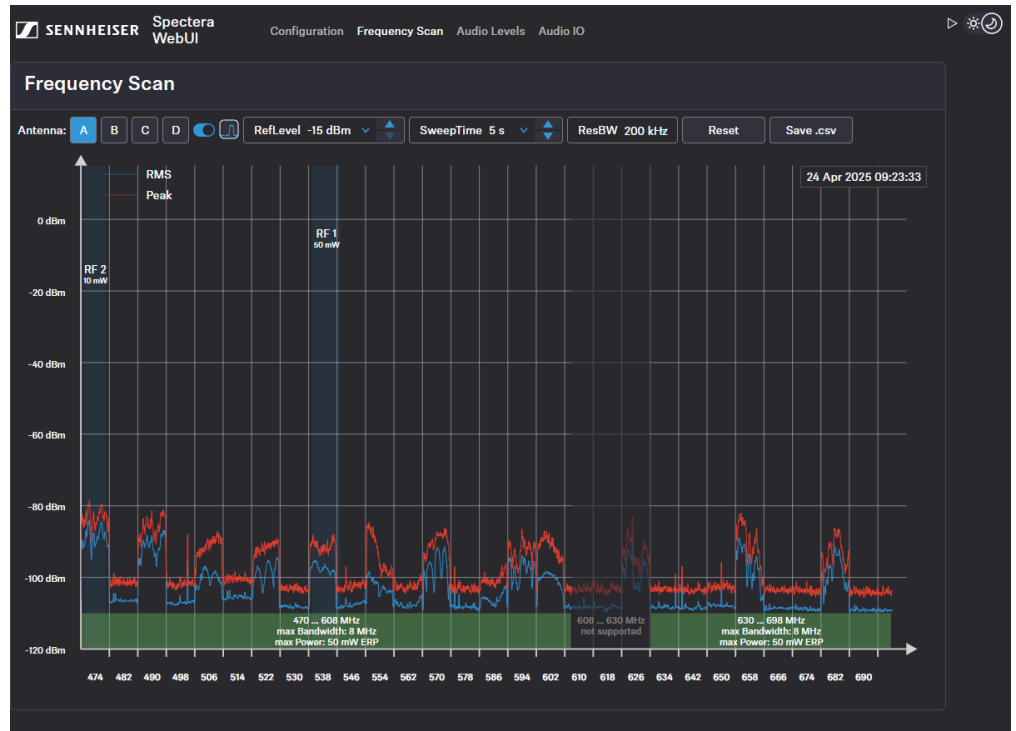 SENNHEISER
Spectera
WebUI
Configuration Frequency Scan Audio Levels Audio IO
Frequency Scan
Antenna: A B C D RefLevel -15 dBm SweepTime 5 s ResBW 200 kHz Reset Save .csv
RMS
Peak
24 Apr 2025 09:23:33
0 dBm
RF 1
50 mW
RF 2
10 mW
-20 dBm
-40 dBm
-60 dBm
-80 dBm
-100 dBm
-120 dBm
470 ... 608 MHz
max Bandwidth: 8 MHz
max Power: 50 mW ERP
608 ... 630 MHz
not supported
630 ... 698 MHz
max Bandwidth: 8 MHz
max Power: 50 mW ERP
474 482 490 498 506 514 522 530 538 546 554 562 570 578 586 594 602 610 618 626 634 642 650 658 666 674 682 690